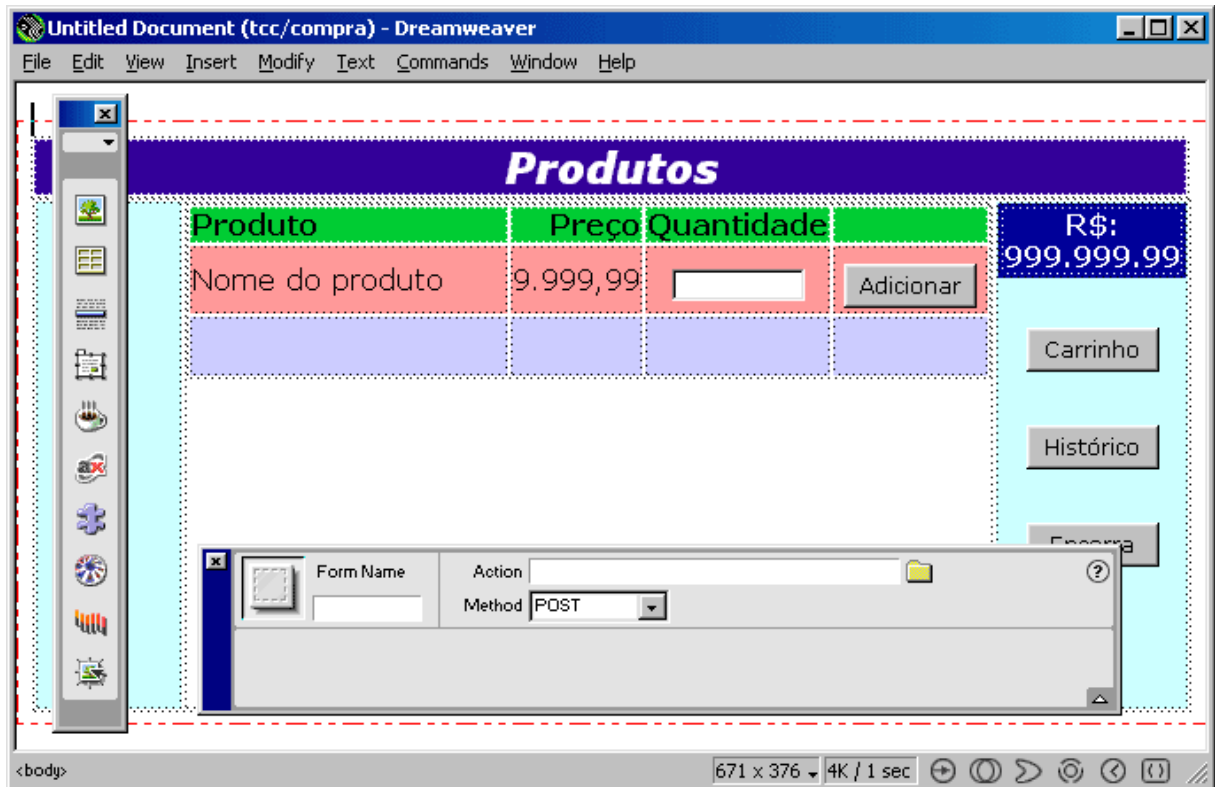 Untitled Document (tcc/compra) - Dreamweaver
File Edit View Insert Modify Text Commands Window Help
Produtos
Produto Preço Quantidade
R$:
999.999.99
Nome do produto 9.999,99 Adicionar
Carrinho
Histórico
Form Name Action
Method POST
<body> 671 x 376 4K / 1 sec